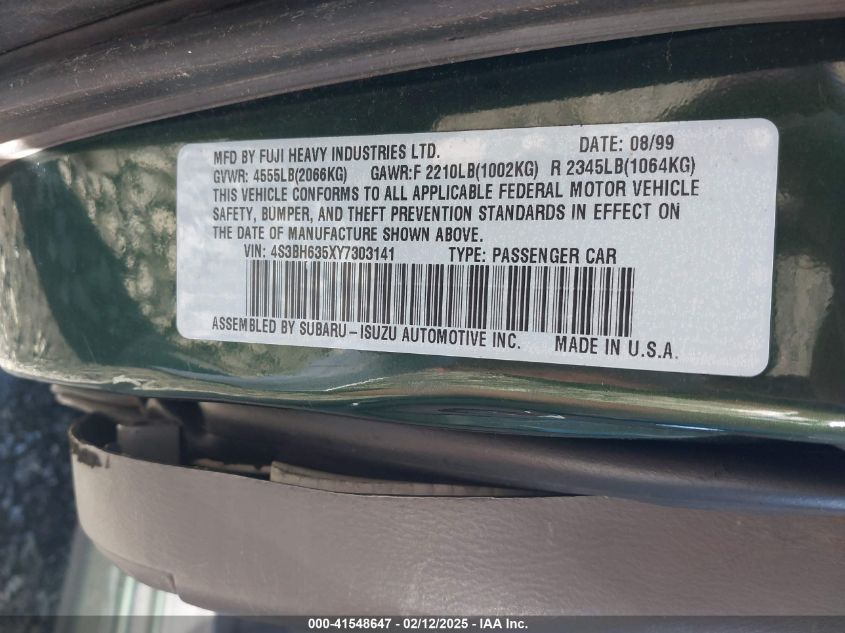 MFD BY FUJI HEAVY INDUSTRIES LTD. DATE: 08/99
GVWR: 4555LB(2066KG) GAWR:F 2210LB(1002KG) R 2345LB(1064KG)
THIS VEHICLE CONFORMS TO ALL APPLICABLE FEDERAL MOTOR VEHICLE
SAFETY, BUMPER, AND THEFT PREVENTION STANDARDS IN EFFECT ON
THE DATE OF MANUFACTURE SHOWN ABOVE.
VIN: 4S3BH635XY7303141 TYPE: PASSENGER CAR
ASSEMBLED BY SUBARU-ISUZU AUTOMOTIVE INC. MADE IN U.S.A.
000-41548647 - 02/12/2025 - IAA Inc.